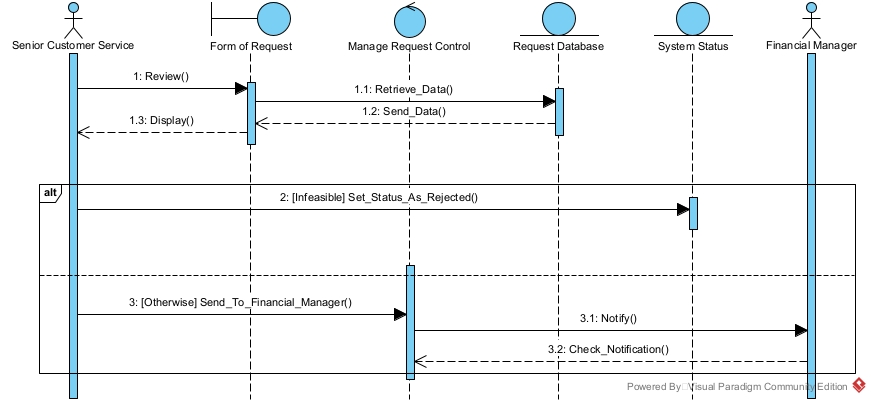 Senior Customer Service
Form of Request
Manage Request Control
Request Database
System Status
Financial Manager
1: Review()
1.1: Retrieve_Data()
1.2: Send_Data()
1.3: Display()
alt
2: [Infeasible] Set_Status_As_Rejected()
3: [Otherwise] Send_To_Financial_Manager()
3.1: Notify()
3.2: Check_Notification()
Powered By Visual Paradigm Community Edition